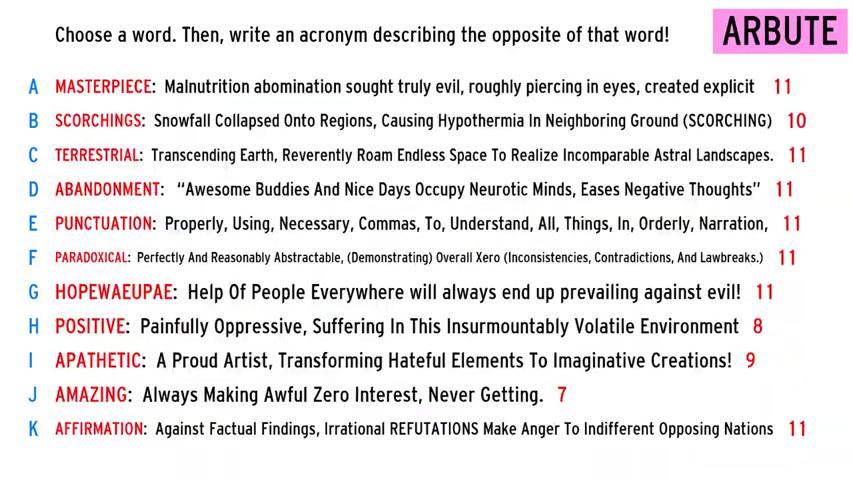 Choose a word. Then, write an acronym describing the opposite of that word!
ARBUTE
A MASTERPIECE: Malnutrition abomination sought truly evil, roughly piercing in eyes, created explicit 11
B SCORCHINGS: Snowfall Collapsed Onto Regions, Causing Hypothermia In Neighboring Ground (SCORCHING) 10
C TERRESTRIAL: Transcending Earth, Reverently Roam Endless Space To Realize Incomparable Astral Landscapes. 11
D ABANDONMENT: “Awesome Buddies And Nice Days Occupy Neurotic Minds, Eases Negative Thoughts” 11
E PUNCTUATION: Properly, Using, Necessary, Commas, To, Understand, All, Things, In, Orderly, Narration, 11
F PARADOXICAL: Perfectly And Reasonably Abstractable, (Demonstrating) Overall Xero (Inconsistencies, Contradictions, And Lawbreaks.) 11
G HOPEWAEUPAE: Help Of People Everywhere will always end up prevailing against evil! 11
H POSITIVE: Painfully Oppressive, Suffering In This Insurmountably Volatile Environment 8
I APATHETIC: A Proud Artist, Transforming Hateful Elements To Imaginative Creations! 9
J AMAZING: Always Making Awful Zero Interest, Never Getting. 7
K AFFIRMATION: Against Factual Findings, Irrational REFUTATIONS Make Anger To Indifferent Opposing Nations 11